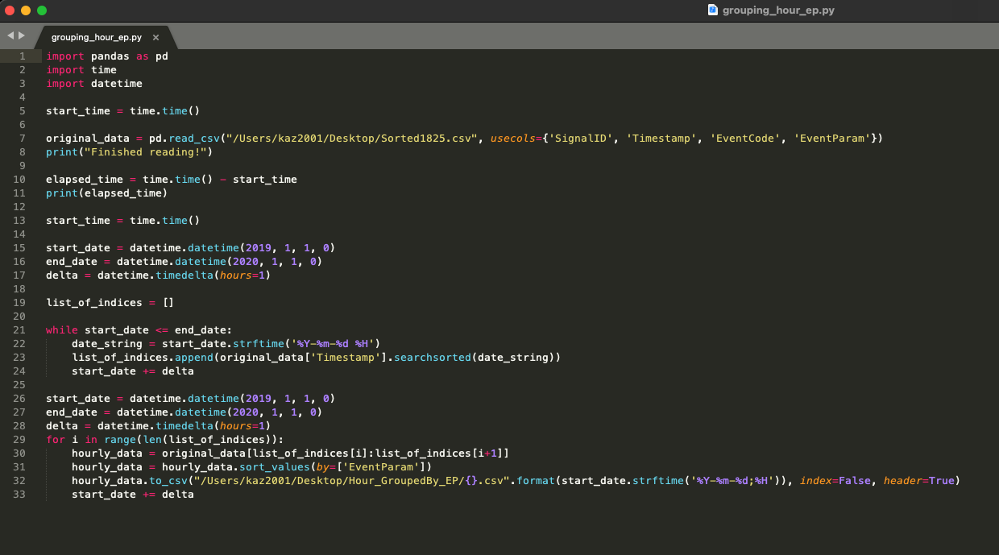 grouping_hour_ep.py
grouping_hour_ep.py ×
1 import pandas as pd
2 import time
3 import datetime
4
5 start_time = time.time()
6
7 original_data = pd.read_csv("/Users/kaz2001/Desktop/Sorted1825.csv", usecols={'SignalID', 'Timestamp', 'EventCode', 'EventParam'})
8 print("Finished reading!")
9
10 elapsed_time = time.time() - start_time
11 print(elapsed_time)
12
13 start_time = time.time()
14
15 start_date = datetime.datetime(2019, 1, 1, 0)
16 end_date = datetime.datetime(2020, 1, 1, 0)
17 delta = datetime.timedelta(hours=1)
18
19 list_of_indices = []
20
21 while start_date <= end_date:
22     date_string = start_date.strftime('%Y-%m-%d %H')
23     list_of_indices.append(original_data['Timestamp'].searchsorted(date_string))
24     start_date += delta
25
26 start_date = datetime.datetime(2019, 1, 1, 0)
27 end_date = datetime.datetime(2020, 1, 1, 0)
28 delta = datetime.timedelta(hours=1)
29 for i in range(len(list_of_indices)):
30     hourly_data = original_data[list_of_indices[i]:list_of_indices[i+1]]
31     hourly_data = hourly_data.sort_values(by=['EventParam'])
32     hourly_data.to_csv("/Users/kaz2001/Desktop/Hour_GroupedBy_EP/{}.csv".format(start_date.strftime('%Y-%m-%d;%H')), index=False, header=True)
33     start_date += delta